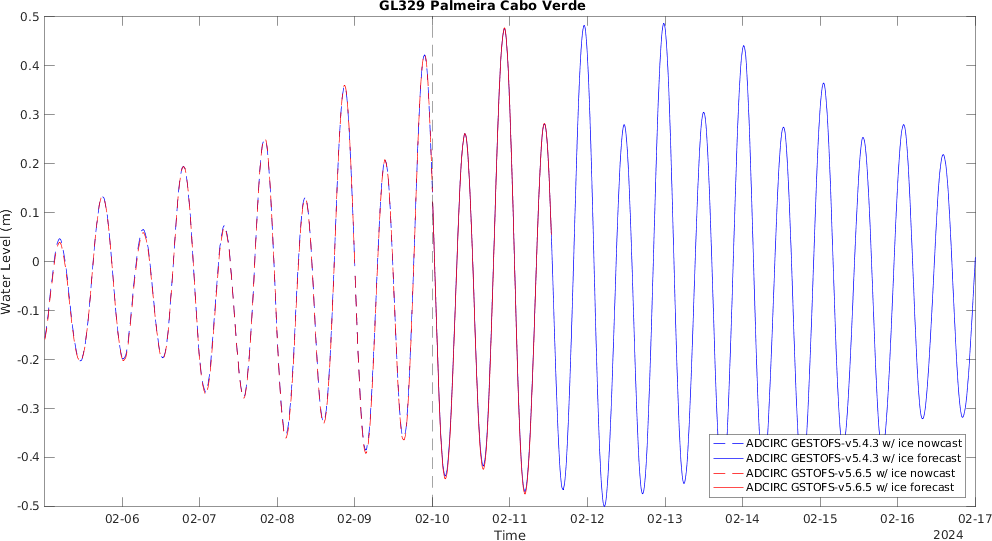 GL329 Palmeira Cabo Verde
0.5
0.4
0.3
0.2
0.1
0
-0.1
-0.2
-0.3
-0.4
-0.5
Water Level (m)
ADCIRC GESTOFS-v5.4.3 w/ ice nowcast
ADCIRC GESTOFS-v5.4.3 w/ ice forecast
ADCIRC GSTOFS-v5.6.5 w/ ice nowcast
ADCIRC GSTOFS-v5.6.5 w/ ice forecast
02-06 02-07 02-08 02-09 02-10 02-11 02-12 02-13 02-14 02-15 02-16 02-17
Time
2024